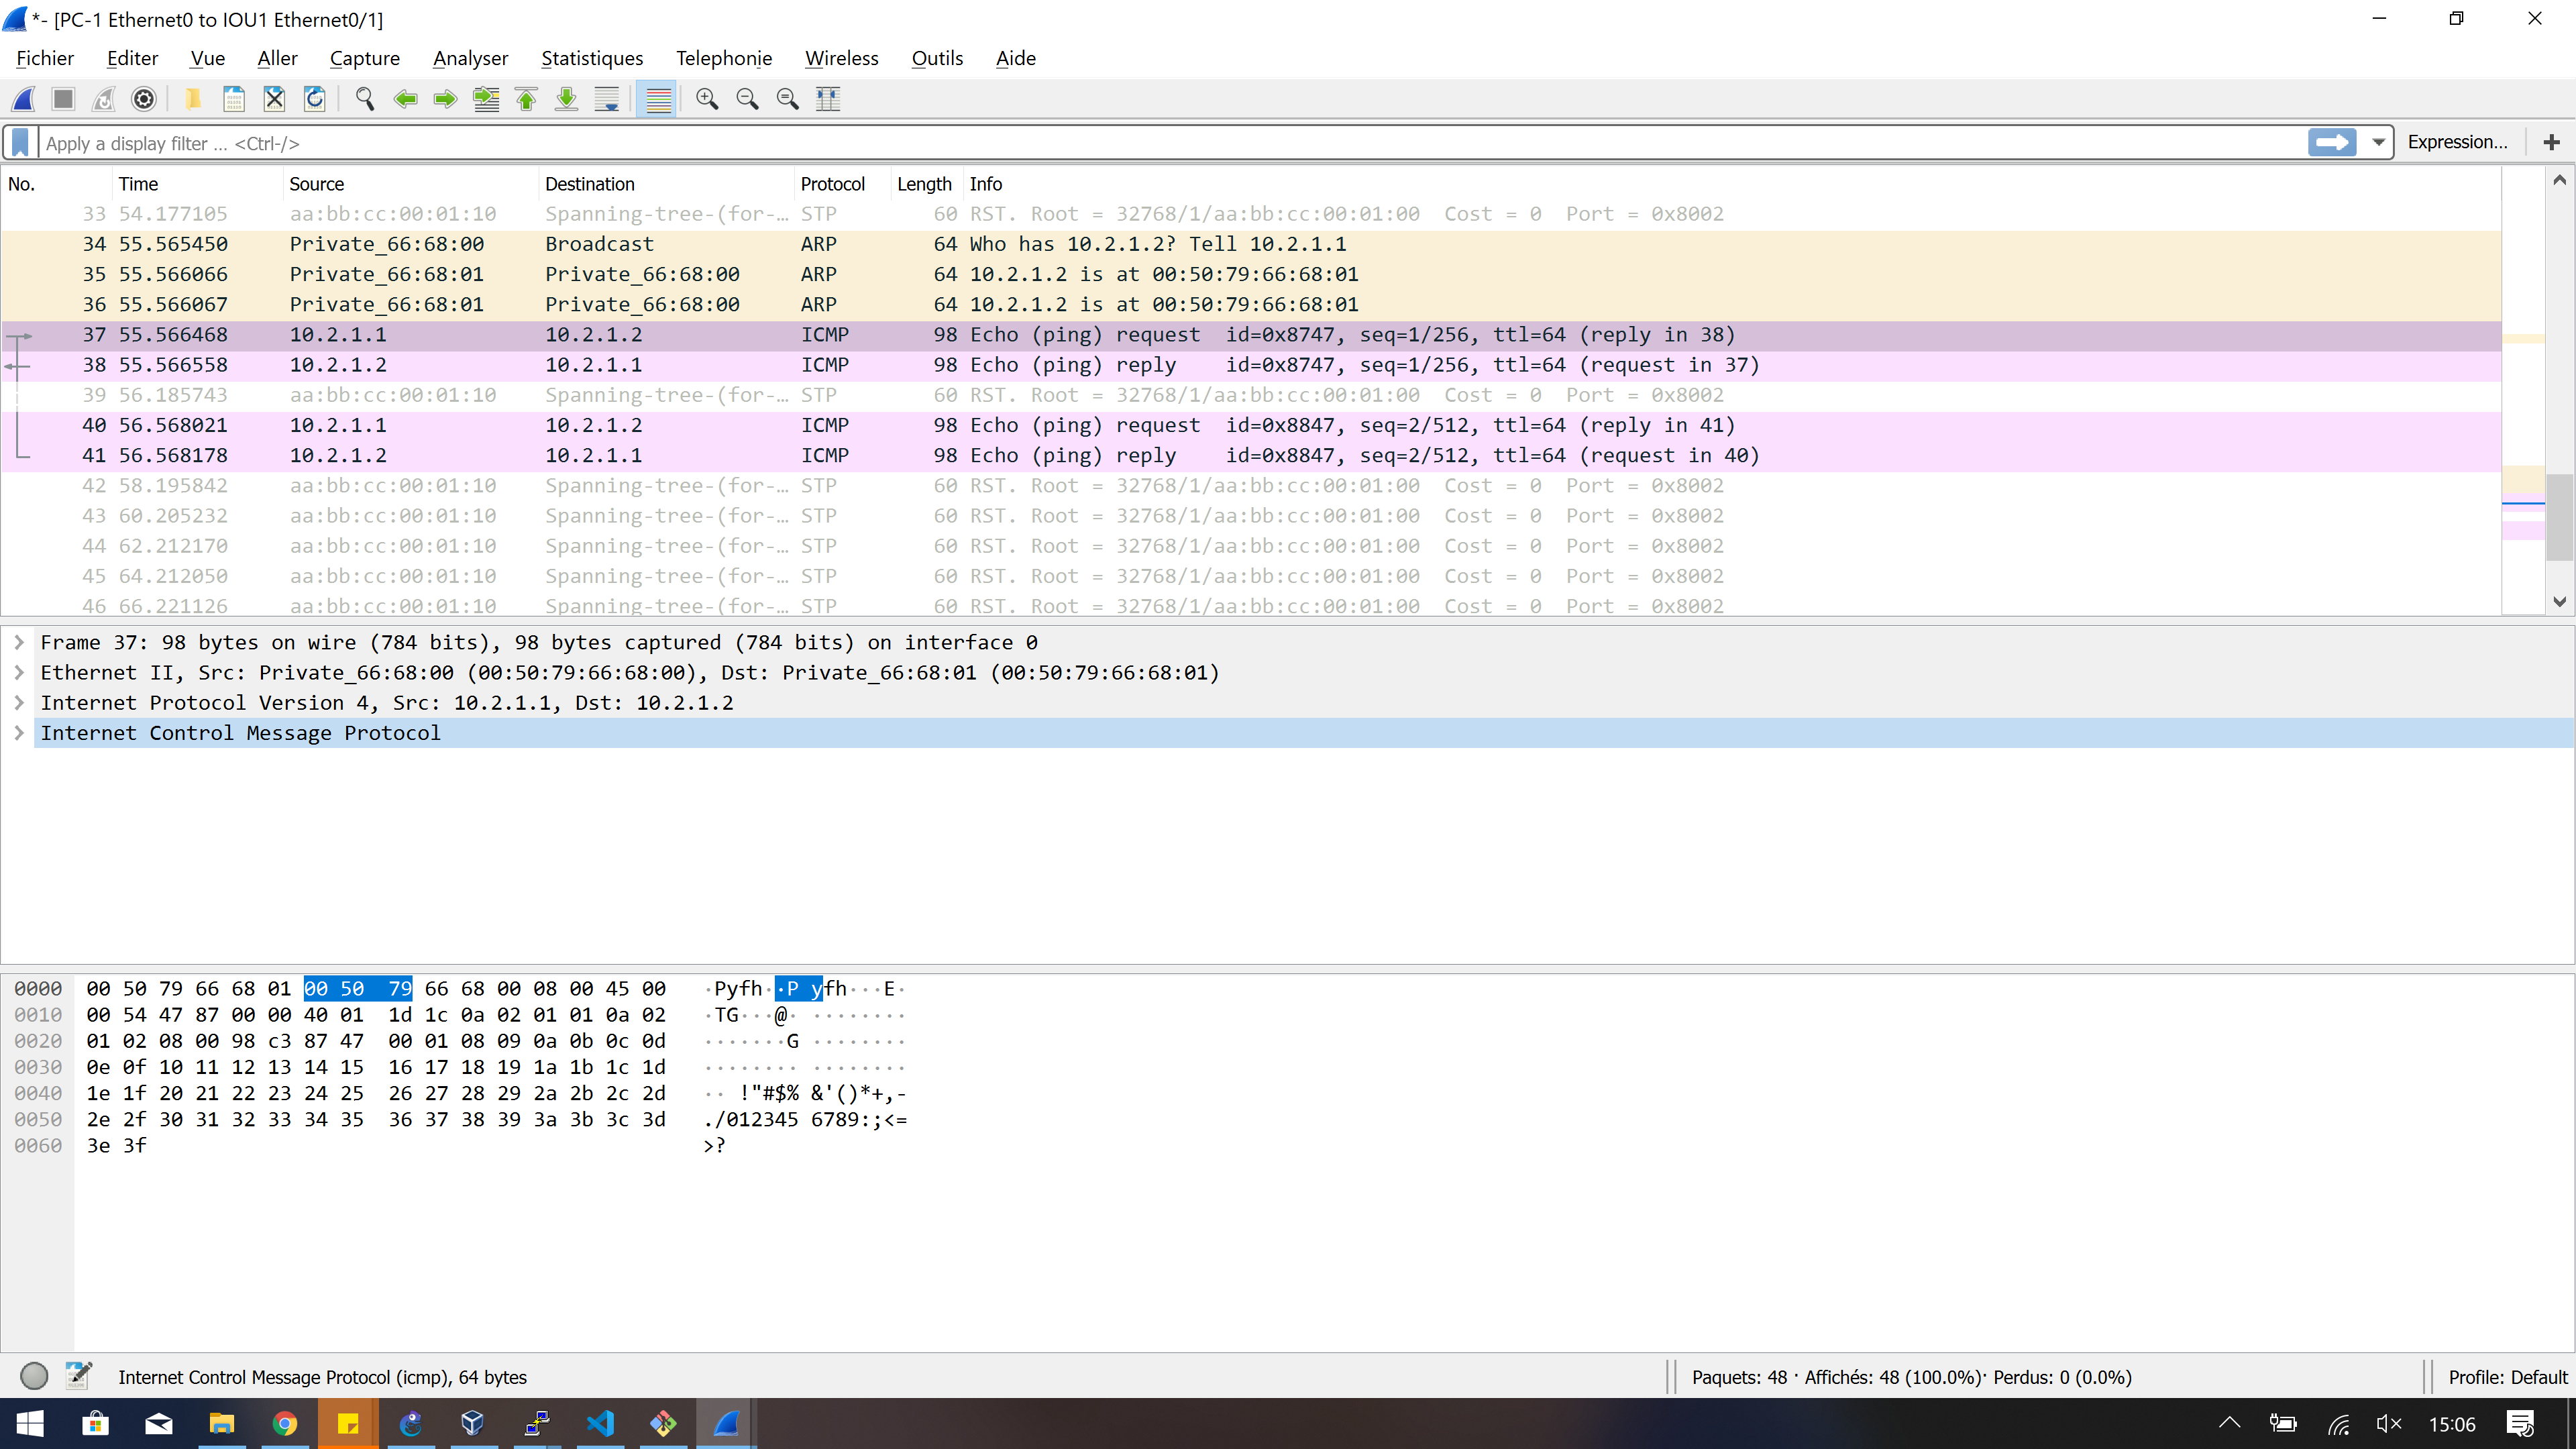 *- [PC-1 Ethernet0 to IOU1 Ethernet0/1]
Fichier Editer Vue Aller Capture Analyser Statistiques Telephonie Wireless Outils Aide
Apply a display filter ... <Ctrl-/> Expression... +
No. Time Source Destination Protocol Length Info
33 54.177105 aa:bb:cc:00:01:10 Spanning-tree-(for-… STP 60 RST. Root = 32768/1/aa:bb:cc:00:01:00 Cost = 0 Port = 0x8002
34 55.565450 Private_66:68:00 Broadcast ARP 64 Who has 10.2.1.2? Tell 10.2.1.1
35 55.566066 Private_66:68:01 Private_66:68:00 ARP 64 10.2.1.2 is at 00:50:79:66:68:01
36 55.566067 Private_66:68:01 Private_66:68:00 ARP 64 10.2.1.2 is at 00:50:79:66:68:01
37 55.566468 10.2.1.1 10.2.1.2 ICMP 98 Echo (ping) request id=0x8747, seq=1/256, ttl=64 (reply in 38)
38 55.566558 10.2.1.2 10.2.1.1 ICMP 98 Echo (ping) reply id=0x8747, seq=1/256, ttl=64 (request in 37)
39 56.185743 aa:bb:cc:00:01:10 Spanning-tree-(for-… STP 60 RST. Root = 32768/1/aa:bb:cc:00:01:00 Cost = 0 Port = 0x8002
40 56.568021 10.2.1.1 10.2.1.2 ICMP 98 Echo (ping) request id=0x8847, seq=2/512, ttl=64 (reply in 41)
41 56.568178 10.2.1.2 10.2.1.1 ICMP 98 Echo (ping) reply id=0x8847, seq=2/512, ttl=64 (request in 40)
42 58.195842 aa:bb:cc:00:01:10 Spanning-tree-(for-… STP 60 RST. Root = 32768/1/aa:bb:cc:00:01:00 Cost = 0 Port = 0x8002
43 60.205232 aa:bb:cc:00:01:10 Spanning-tree-(for-… STP 60 RST. Root = 32768/1/aa:bb:cc:00:01:00 Cost = 0 Port = 0x8002
44 62.212170 aa:bb:cc:00:01:10 Spanning-tree-(for-… STP 60 RST. Root = 32768/1/aa:bb:cc:00:01:00 Cost = 0 Port = 0x8002
45 64.212050 aa:bb:cc:00:01:10 Spanning-tree-(for-… STP 60 RST. Root = 32768/1/aa:bb:cc:00:01:00 Cost = 0 Port = 0x8002
46 66.221126 aa:bb:cc:00:01:10 Spanning-tree-(for-… STP 60 RST. Root = 32768/1/aa:bb:cc:00:01:00 Cost = 0 Port = 0x8002
Frame 37: 98 bytes on wire (784 bits), 98 bytes captured (784 bits) on interface 0
Ethernet II, Src: Private_66:68:00 (00:50:79:66:68:00), Dst: Private_66:68:01 (00:50:79:66:68:01)
Internet Protocol Version 4, Src: 10.2.1.1, Dst: 10.2.1.2
Internet Control Message Protocol
0000 00 50 79 66 68 01 00 50 79 66 68 00 08 00 45 00 ·Pyfh··P yfh···E·
0010 00 54 47 87 00 00 40 01 1d 1c 0a 02 01 01 0a 02 ·TG···@· ········
0020 01 02 08 00 98 c3 87 47 00 01 08 09 0a 0b 0c 0d ·······G ········
0030 0e 0f 10 11 12 13 14 15 16 17 18 19 1a 1b 1c 1d ········ ········
0040 1e 1f 20 21 22 23 24 25 26 27 28 29 2a 2b 2c 2d ·· !"#$% &'()*+,-
0050 2e 2f 30 31 32 33 34 35 36 37 38 39 3a 3b 3c 3d ./012345 6789:;<=
0060 3e 3f >?
Internet Control Message Protocol (icmp), 64 bytes Paquets: 48 · Affichés: 48 (100.0%)· Perdus: 0 (0.0%) Profile: Default
15:06